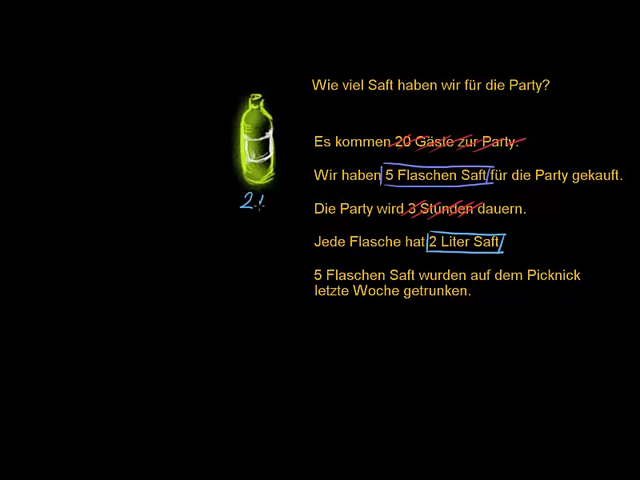 Wie viel Saft haben wir für die Party?
Es kommen 20 Gäste zur Party.
Wir haben 5 Flaschen Saft für die Party gekauft.
Die Party wird 3 Stunden dauern.
Jede Flasche hat 2 Liter Saft
2 L
5 Flaschen Saft wurden auf dem Picknick
letzte Woche getrunken.